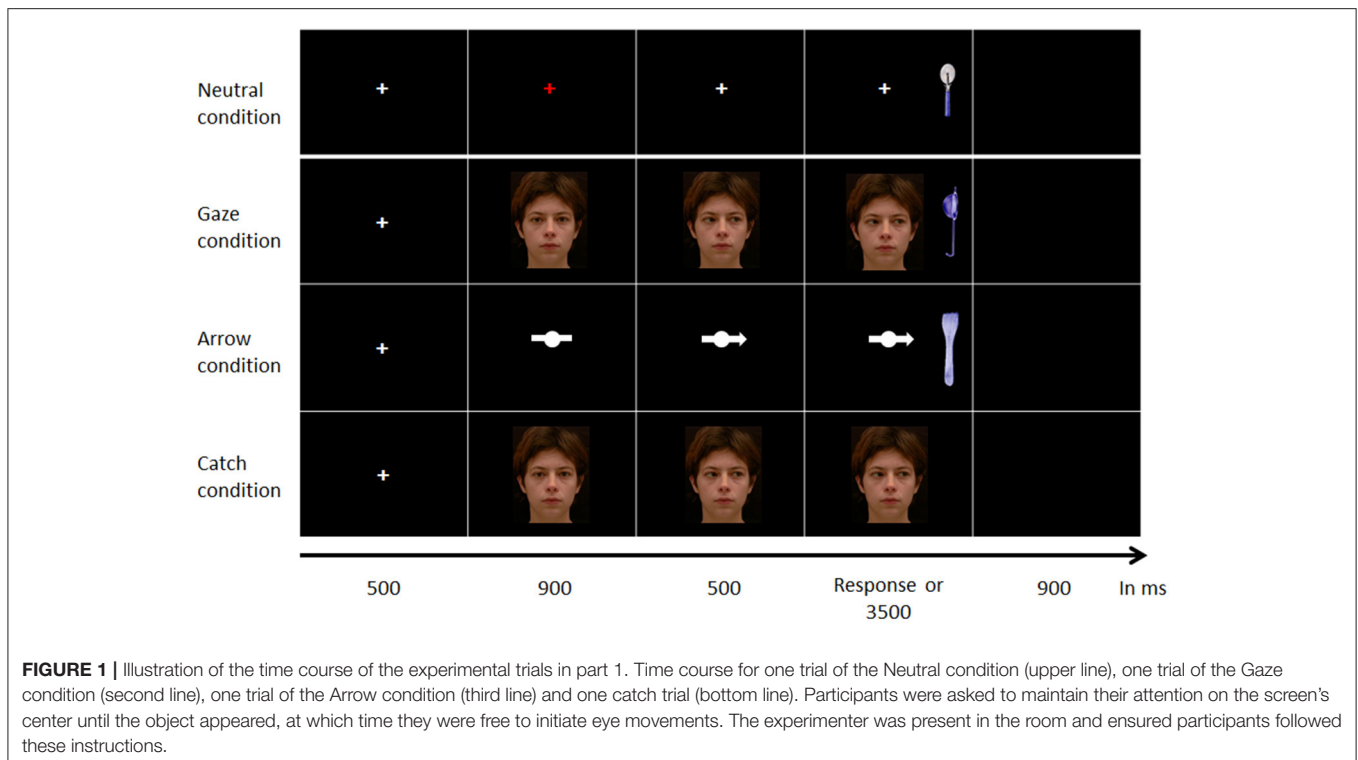 Neutral
condition
Gaze
condition
Arrow
condition
Catch
condition
500 900 500 Response or 3500 900 In ms
FIGURE 1 | Illustration of the time course of the experimental trials in part 1. Time course for one trial of the Neutral condition (upper line), one trial of the Gaze
condition (second line), one trial of the Arrow condition (third line) and one catch trial (bottom line). Participants were asked to maintain their attention on the screen's
center until the object appeared, at which time they were free to initiate eye movements. The experimenter was present in the room and ensured participants followed
these instructions.